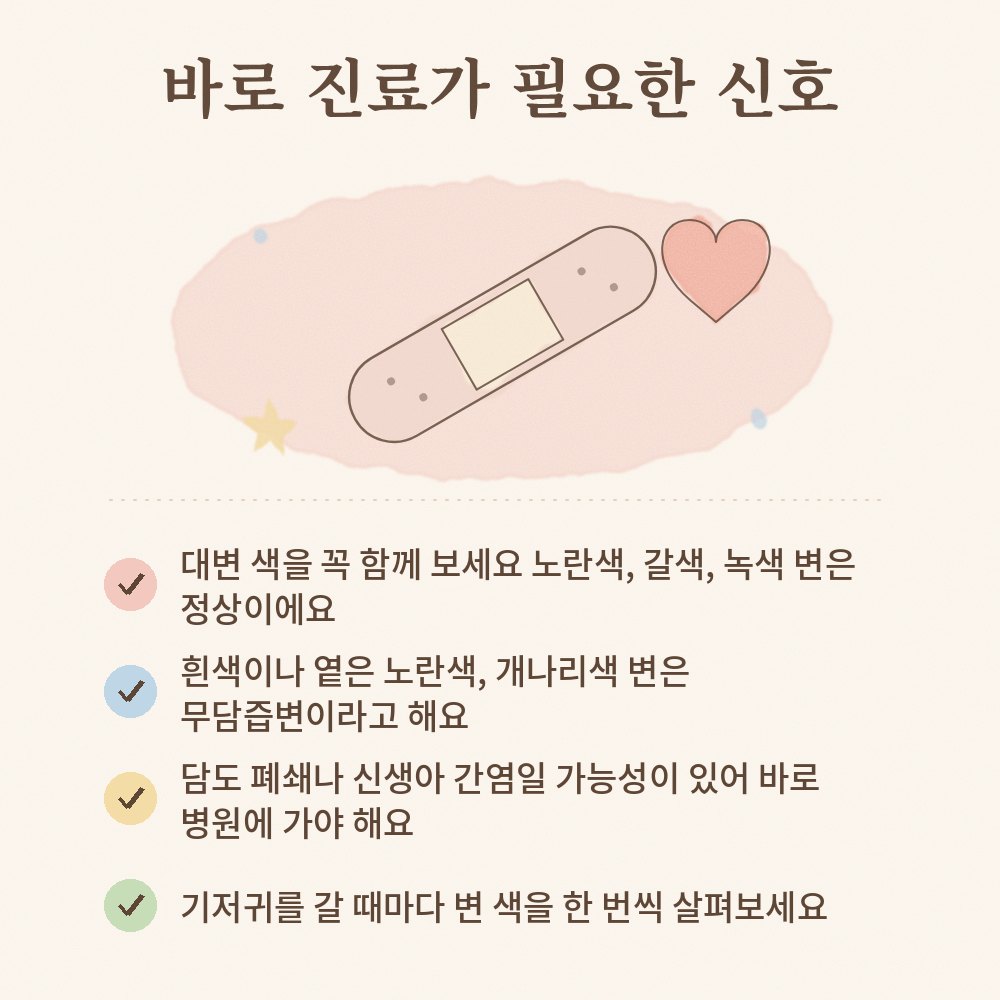 바로 진료가 필요한 신호
대변 색을 꼭 함께 보세요 노란색, 갈색, 녹색 변은
정상이에요
흰색이나 옅은 노란색, 개나리색 변은
무담즙변이라고 해요
담도 폐쇄나 신생아 간염일 가능성이 있어 바로
병원에 가야 해요
기저귀를 갈 때마다 변 색을 한 번씩 살펴보세요